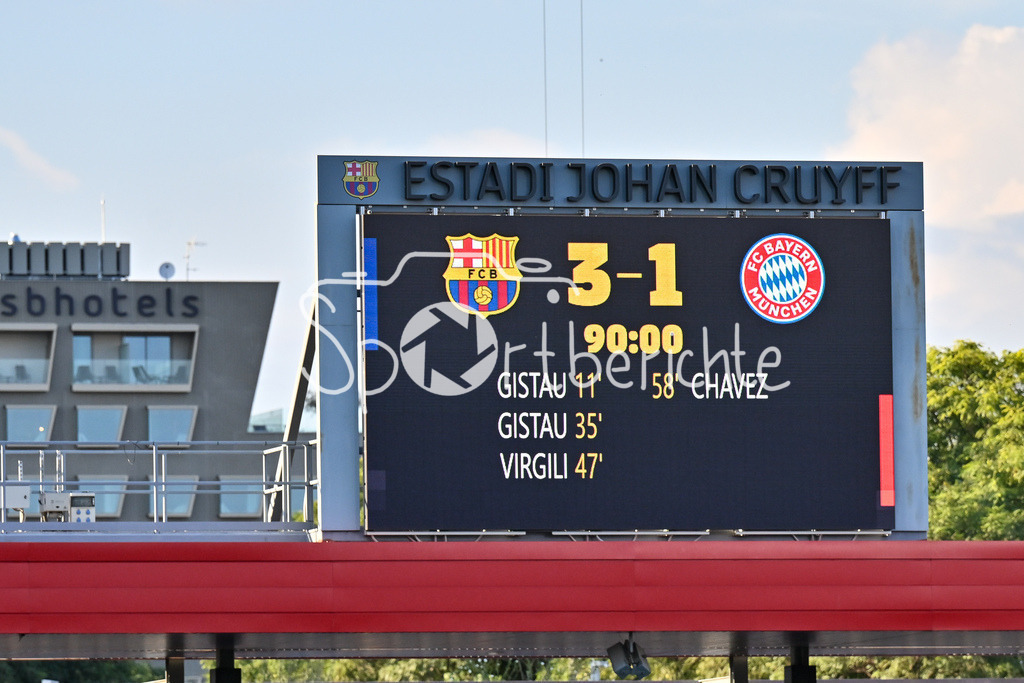 ESTADI JOHAN CRUYFF
FCB
sbhotels
FCB
3-1
FC BAYERN
MÜNCHEN
90:00
Sportberichte
GISTAU 11' 58' CHAVEZ
GISTAU 35'
VIRGILI 47'